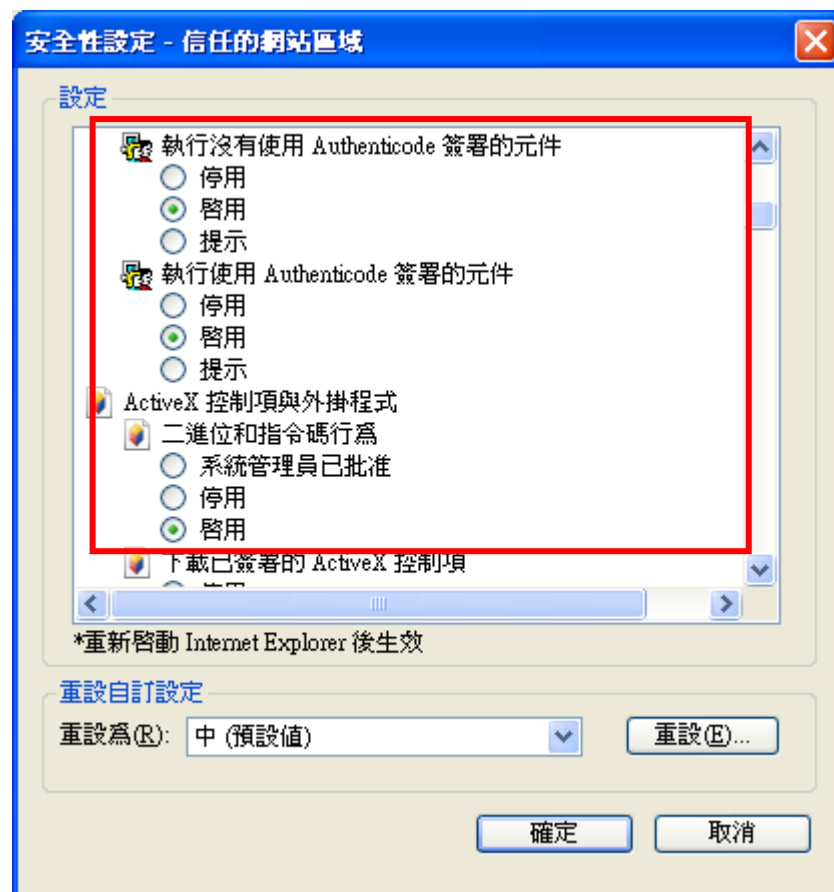 安全性設定 - 信任的網站區域
設定
執行沒有使用 Authenticode 簽署的元件
停用
啓用
提示
執行使用 Authenticode 簽署的元件
停用
啓用
提示
ActiveX 控制項與外掛程式
二進位和指令碼行爲
系統管理員已批准
停用
啓用
下載已簽署的 ActiveX 控制項
*重新啓動 Internet Explorer 後生效
重設自訂設定
重設爲(R): 中 (預設值) 重設(E)...
確定 取消